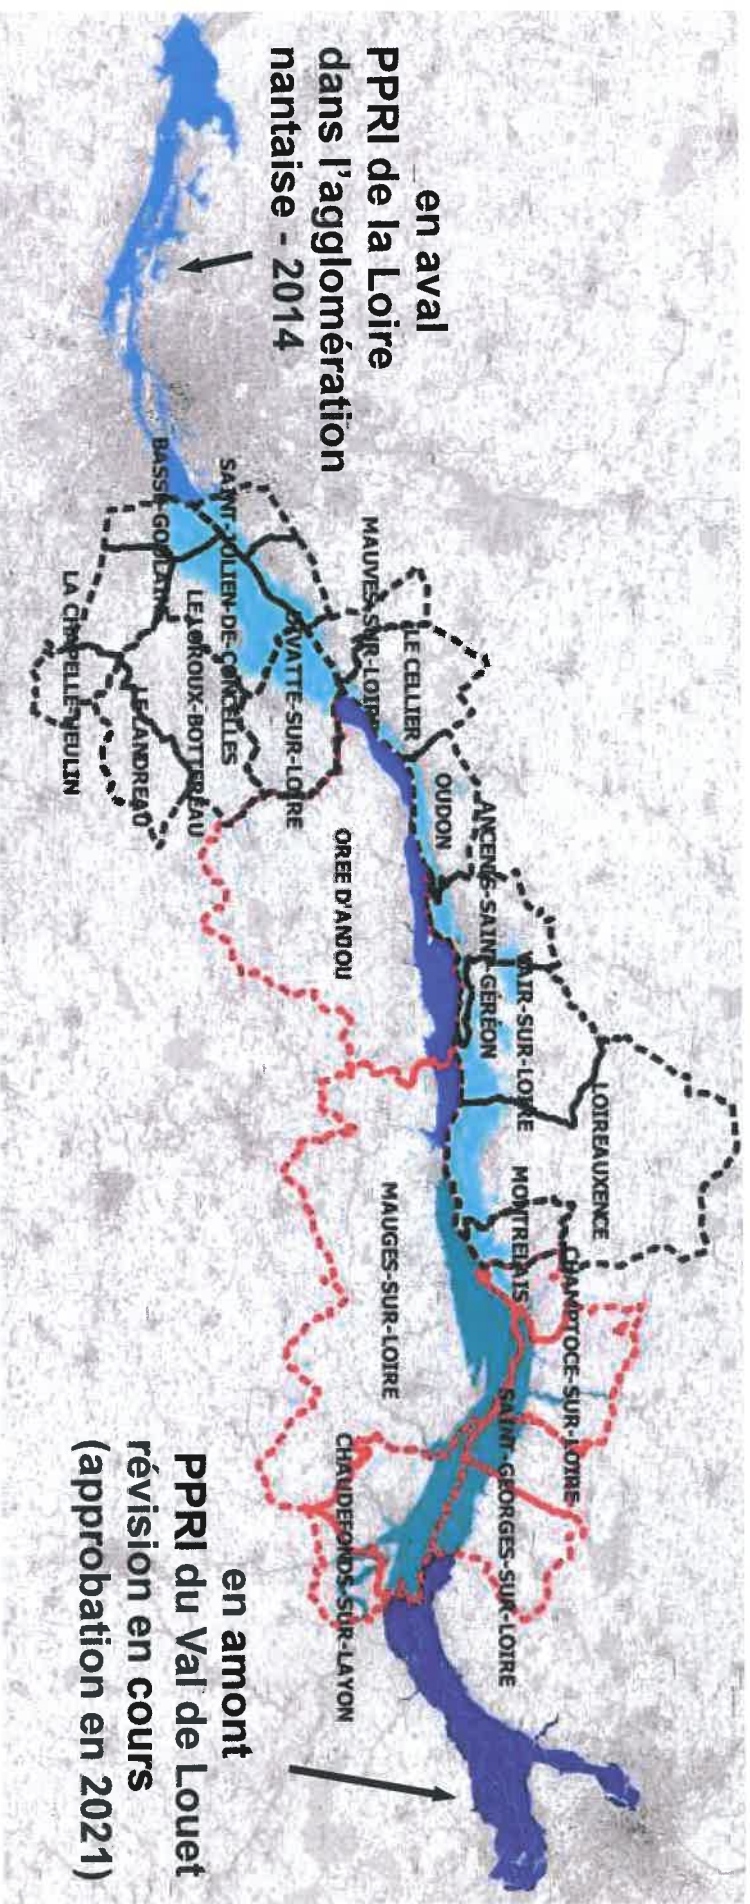 en aval
PPRI de la Loire
dans l'agglomération
nantaise - 2014
BASSE-GOULAINE
SAINT-JULIEN-DE-CONCELLES
LA CHAPELLE-HEULIN
LE LOROUX-BOTTEREAU
LE LANDREAU
DIVATTE-SUR-LOIRE
MAUVES-SUR-LOIRE
LE CELLIER
OUDON
ANCENIS-SAINT-GÉRÉON
VAIR-SUR-LOIRE
LOIREAUXENCE
MONTRELAIS
OREE D'ANJOU
MAUGES-SUR-LOIRE
CHAMPTOCE-SUR-LOIRE
SAINT-GEORGES-SUR-LOIRE
CHAUDEFONDS-SUR-LAYON
en amont
PPRI du Val de Louet
révision en cours
(approbation en 2021)